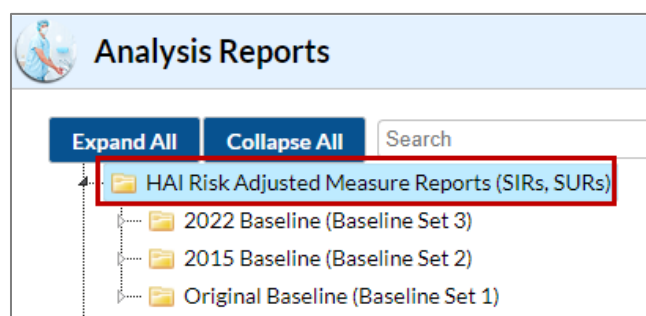 Analysis Reports
Expand All Collapse All Search
HAI Risk Adjusted Measure Reports (SIRs, SURs)
2022 Baseline (Baseline Set 3)
2015 Baseline (Baseline Set 2)
Original Baseline (Baseline Set 1)